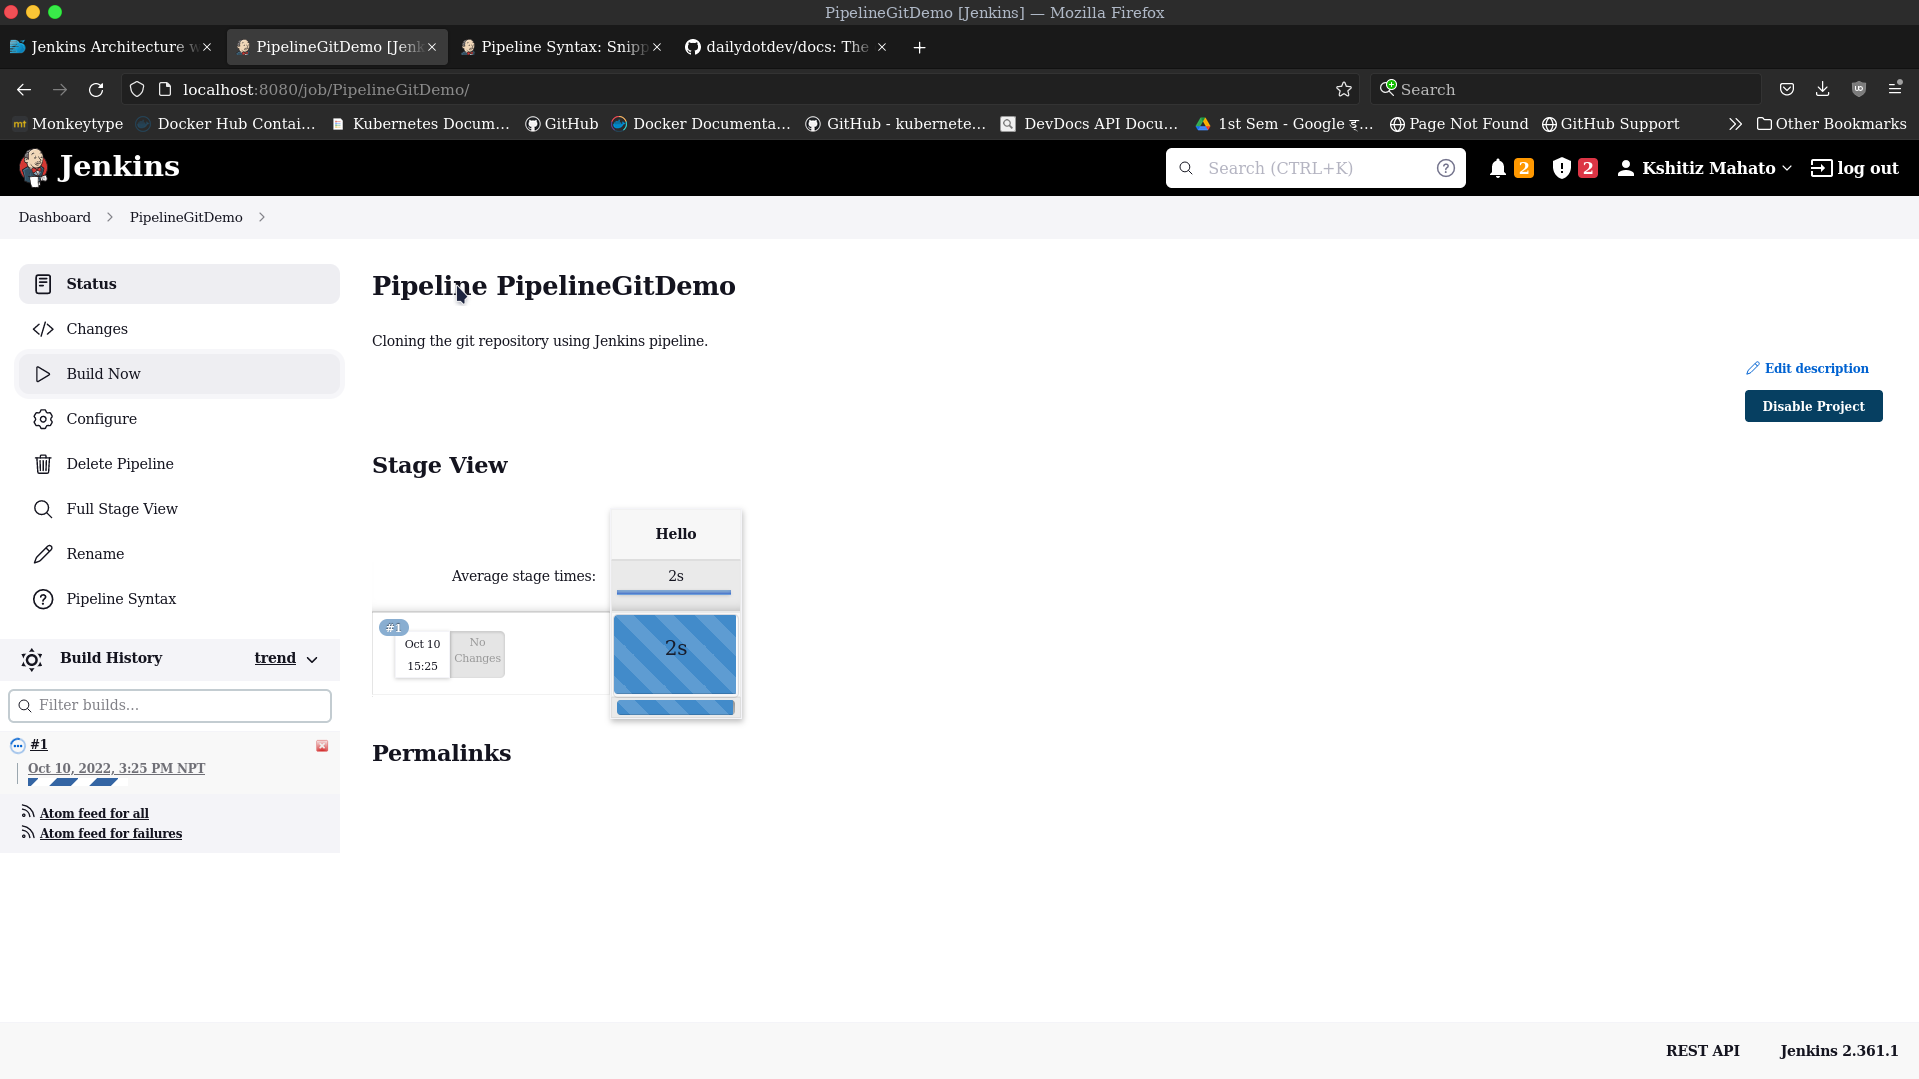 PipelineGitDemo [Jenkins] — Mozilla Firefox
Jenkins Architecture w
PipelineGitDemo [Jenk
Pipeline Syntax: Snipp
dailydotdev/docs: The
localhost:8080/job/PipelineGitDemo/
Search
mt Monkeytype
Docker Hub Contai...
Kubernetes Docum...
GitHub
Docker Documenta...
GitHub - kubernete...
DevDocs API Docu...
1st Sem - Google ड्...
Page Not Found
GitHub Support
Other Bookmarks
Jenkins
Search (CTRL+K)
2
2
Kshitiz Mahato
log out
Dashboard
PipelineGitDemo
Status
Changes
Build Now
Configure
Delete Pipeline
Full Stage View
Rename
Pipeline Syntax
Build History
trend
Filter builds...
#1
Oct 10, 2022, 3:25 PM NPT
Atom feed for all
Atom feed for failures
Pipeline PipelineGitDemo
Cloning the git repository using Jenkins pipeline.
Edit description
Disable Project
Stage View
Hello
Average stage times:
2s
#1
Oct 10
15:25
No
Changes
2s
Permalinks
REST API
Jenkins 2.361.1